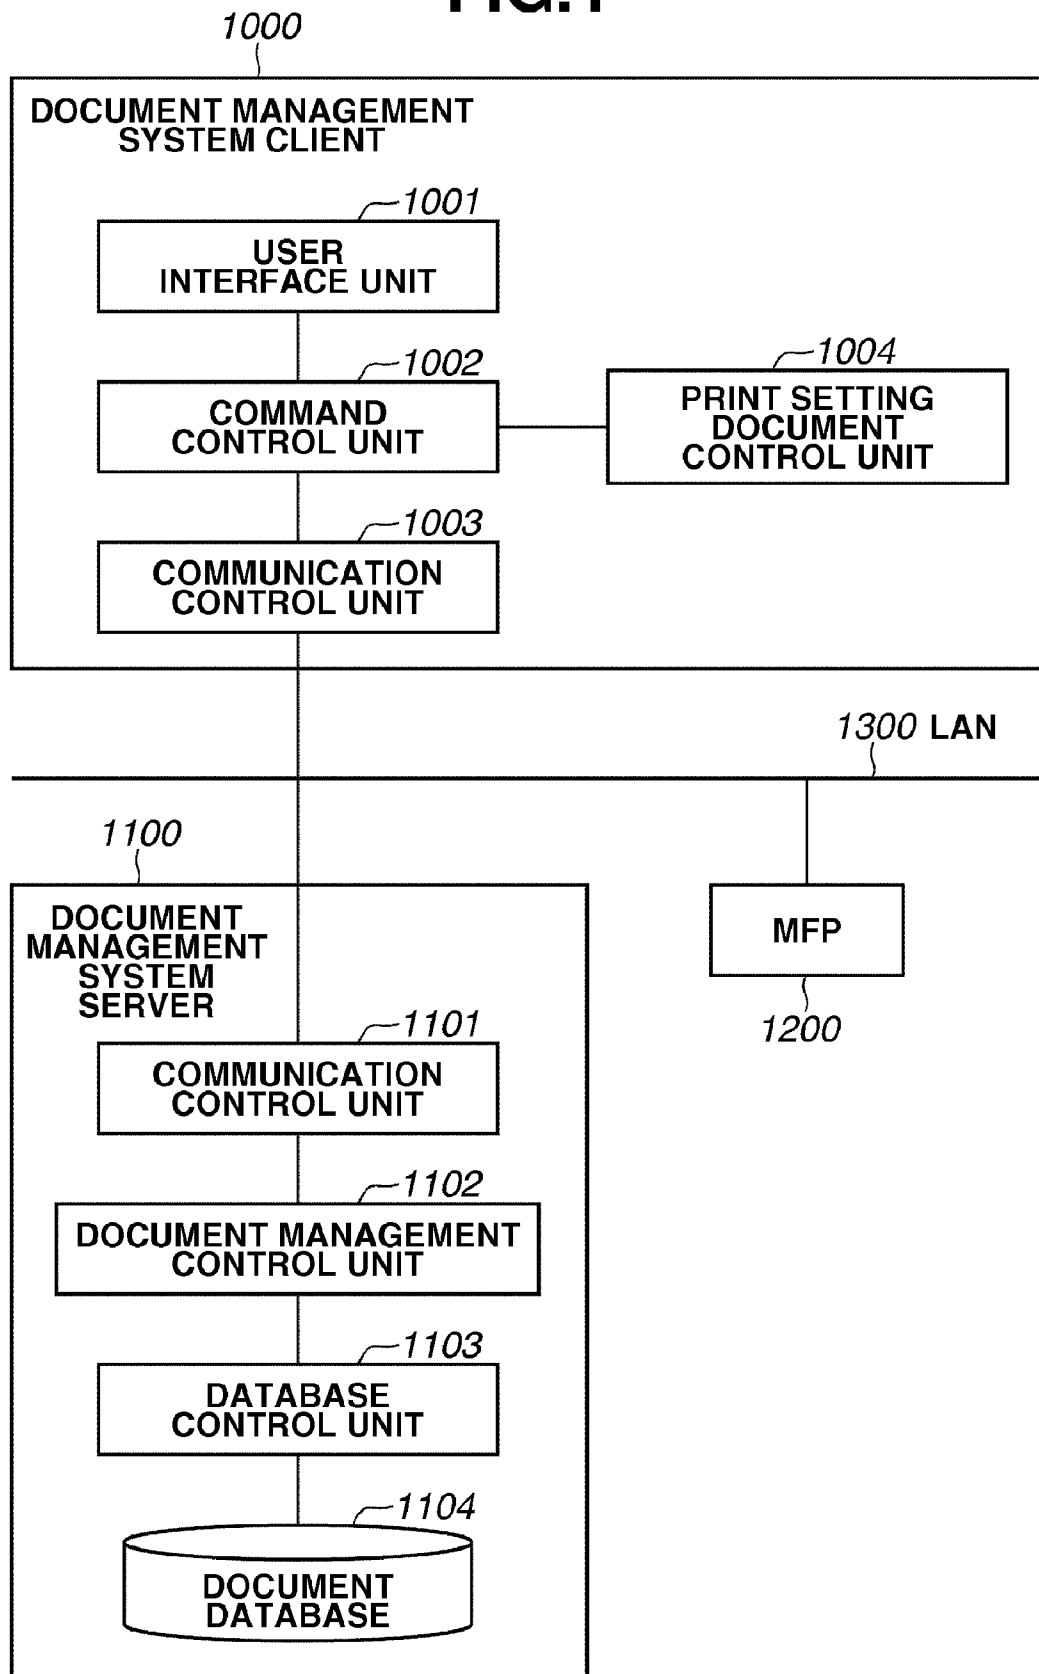 FIG.1
1000
DOCUMENT MANAGEMENT
SYSTEM CLIENT
1001
USER
INTERFACE UNIT
1002
COMMAND
CONTROL UNIT
1004
PRINT SETTING
DOCUMENT
CONTROL UNIT
1003
COMMUNICATION
CONTROL UNIT
1300 LAN
1100
DOCUMENT
MANAGEMENT
SYSTEM
SERVER
MFP
1200
1101
COMMUNICATION
CONTROL UNIT
1102
DOCUMENT MANAGEMENT
CONTROL UNIT
1103
DATABASE
CONTROL UNIT
1104
DOCUMENT
DATABASE